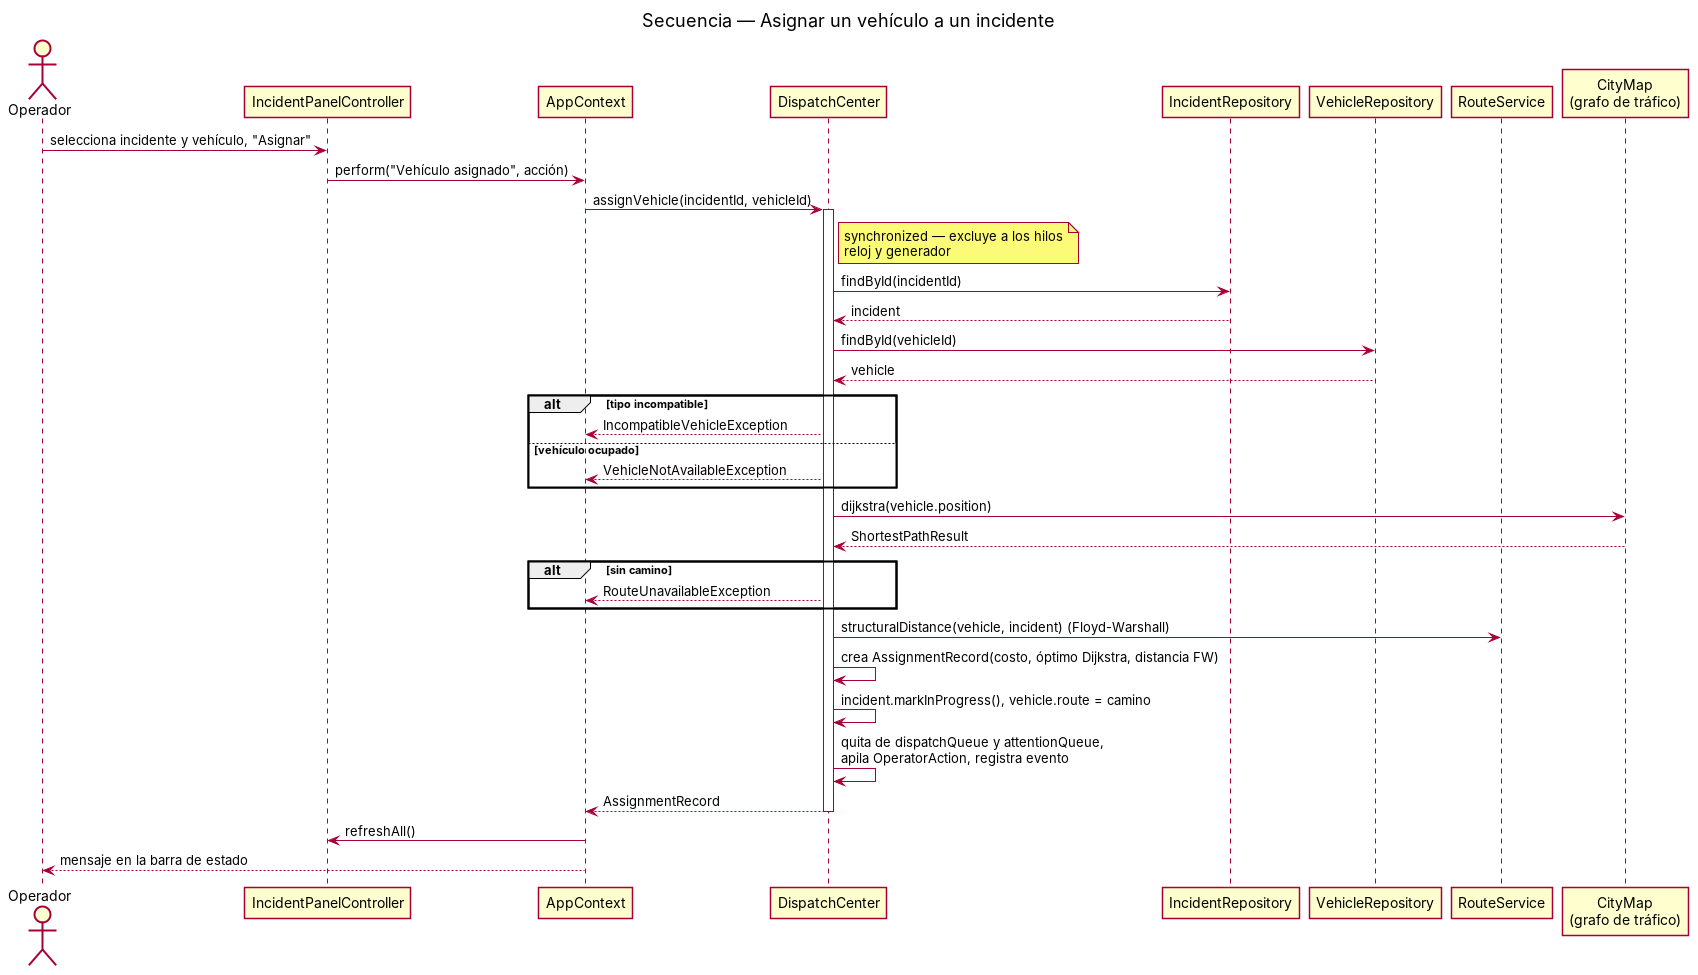 Secuencia — Asignar un vehículo a un incidente
Operador
IncidentPanelController
AppContext
DispatchCenter
IncidentRepository
VehicleRepository
RouteService
CityMap
(grafo de tráfico)
selecciona incidente y vehículo, "Asignar"
perform("Vehículo asignado", acción)
assignVehicle(incidentId, vehicleId)
synchronized — excluye a los hilos
reloj y generador
findById(incidentId)
incident
findById(vehicleId)
vehicle
alt
[tipo incompatible]
IncompatibleVehicleException
[vehículo ocupado]
VehicleNotAvailableException
dijkstra(vehicle.position)
ShortestPathResult
alt
[sin camino]
RouteUnavailableException
structuralDistance(vehicle, incident) (Floyd-Warshall)
crea AssignmentRecord(costo, óptimo Dijkstra, distancia FW)
incident.markInProgress(), vehicle.route = camino
quita de dispatchQueue y attentionQueue,
apila OperatorAction, registra evento
AssignmentRecord
refreshAll()
mensaje en la barra de estado
Operador
IncidentPanelController
AppContext
DispatchCenter
IncidentRepository
VehicleRepository
RouteService
CityMap
(grafo de tráfico)